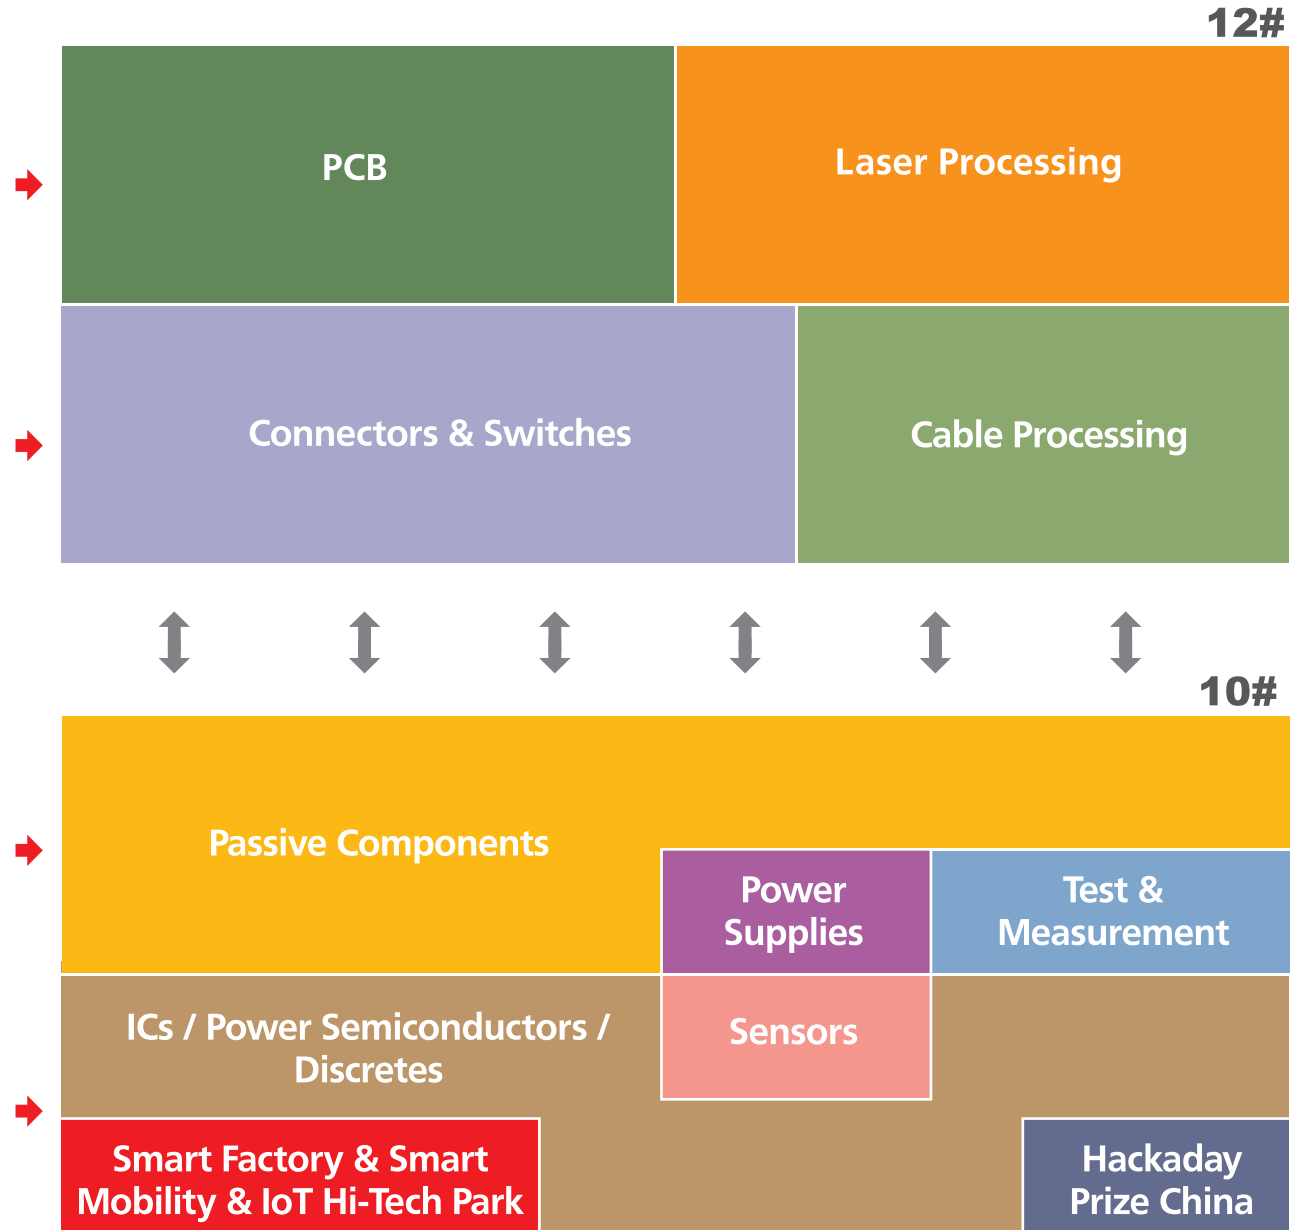 12#
PCB
Laser Processing
Connectors & Switches
Cable Processing
10#
Passive Components
Power
Supplies
Test &
Measurement
ICs / Power Semiconductors /
Discretes
Sensors
Smart Factory & Smart
Mobility & IoT Hi-Tech Park
Hackaday
Prize China